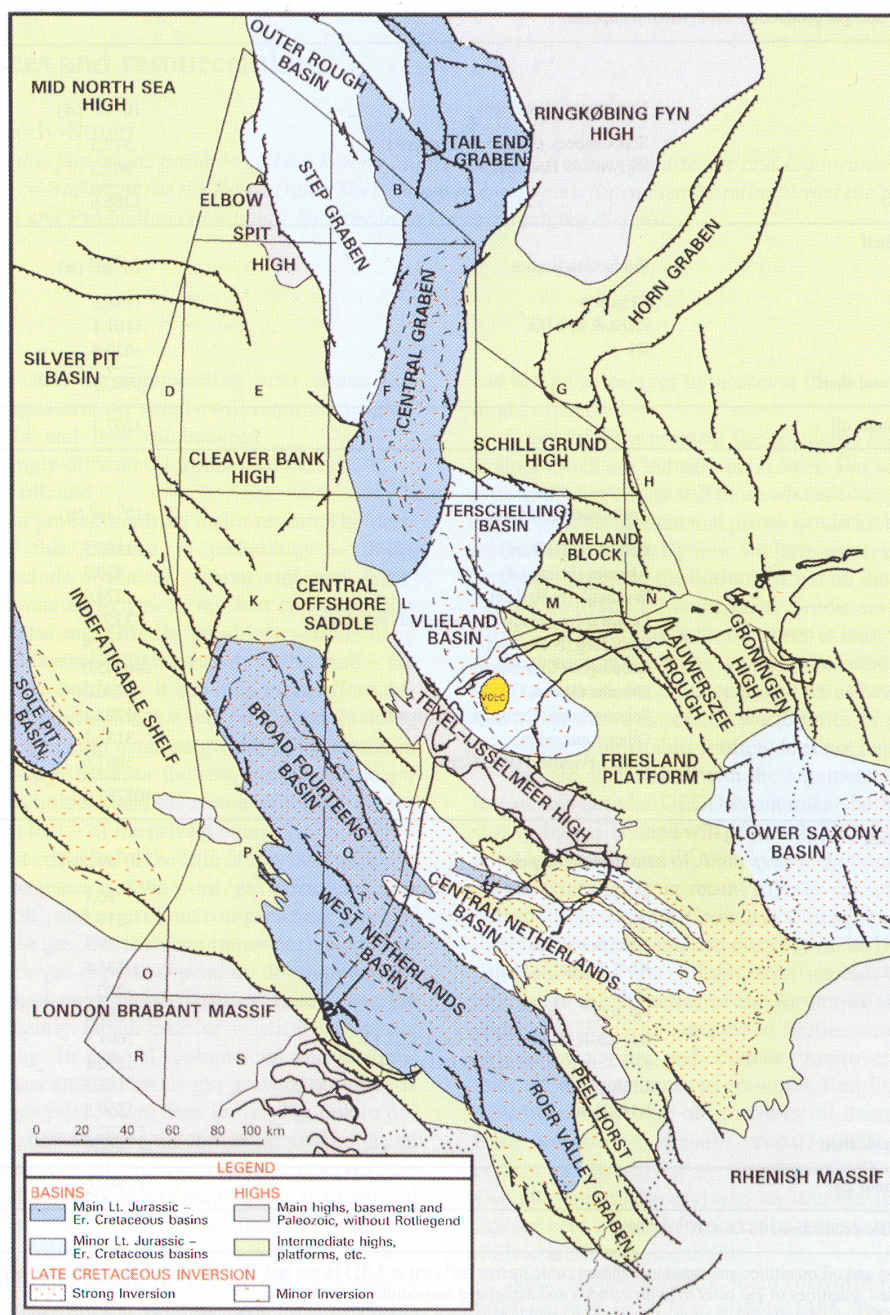 OUTER ROUGH
BASIN
MID NORTH SEA
HIGH
RINGKØBING FYN
HIGH
TAIL END
GRABEN
STEP GRABEN
A
B
ELBOW
SPIT
HIGH
HORN GRABEN
CENTRAL GRABEN
SILVER PIT
BASIN
D
E
F
G
SCHILL GRUND
HIGH
CLEAVER BANK
HIGH
H
TERSCHELLING
BASIN
AMELAND
BLOCK
CENTRAL
OFFSHORE
SADDLE
K
L
M
N
VLIELAND
BASIN
INDEFATIGABLE SHELF
LAUWERSZEE
TROUGH
GRONINGEN
HIGH
SOLE PIT
BASIN
BROAD FOURTEENS
BASIN
TEXEL-IJSSELMEER HIGH
FRIESLAND
PLATFORM
LOWER SAXONY
BASIN
P
Q
CENTRAL NETHERLANDS
BASIN
WEST NETHERLANDS
BASIN
O
LONDON BRABANT MASSIF
R
S
ROER VALLEY GRABEN
PEEL HORST
RHENISH MASSIF
0 20 40 60 80 100 km
LEGEND
BASINS
Main Lt. Jurassic –
Er. Cretaceous basins
Minor Lt. Jurassic –
Er. Cretaceous basins
HIGHS
Main highs, basement and
Paleozoic, without Rotliegend
Intermediate highs,
platforms, etc.
LATE CRETACEOUS INVERSION
Strong Inversion
Minor Inversion